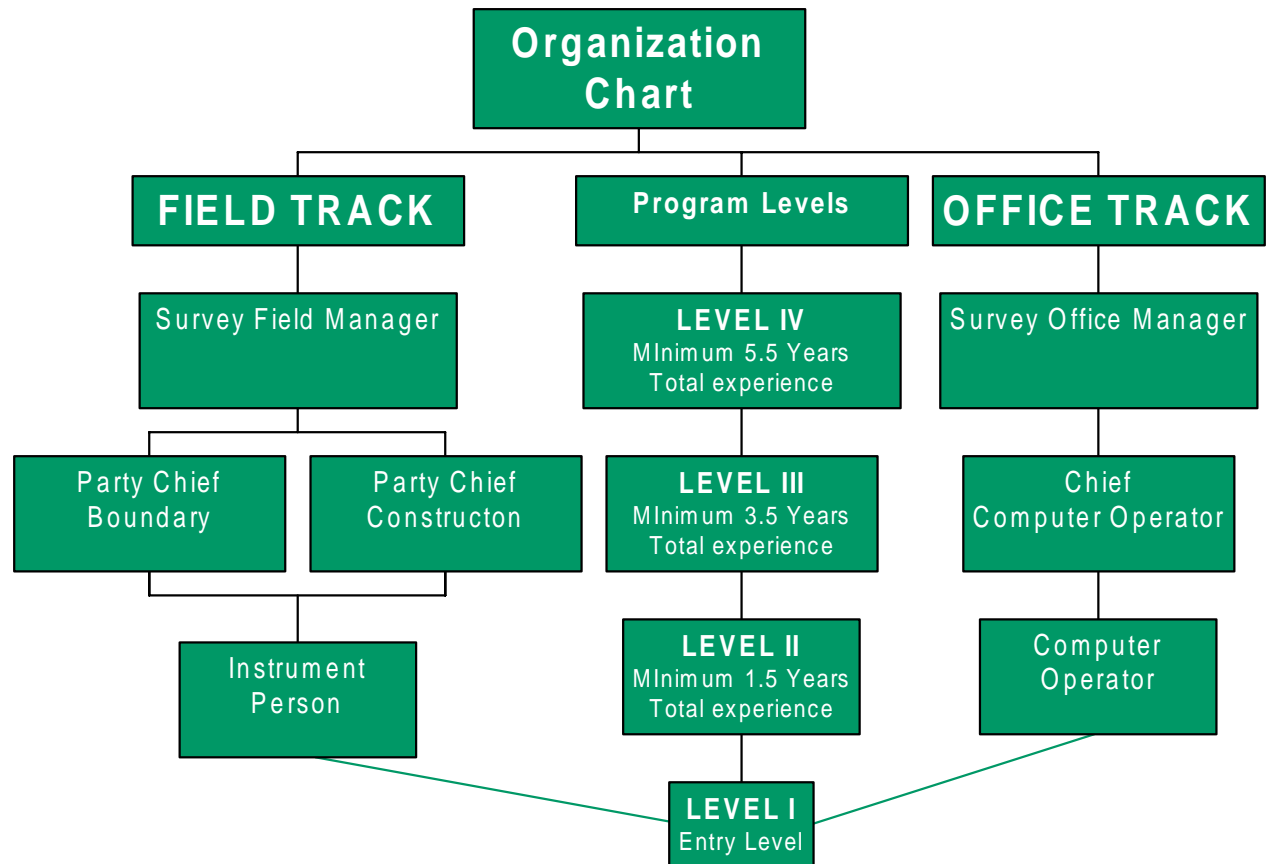 Organization
Chart
FIELD TRACK
Program Levels
OFFICE TRACK
Survey Field Manager
LEVEL IV
MInimum 5.5 Years
Total experience
Survey Office Manager
Party Chief
Boundary
Party Chief
Constructon
LEVEL III
MInimum 3.5 Years
Total experience
Chief
Computer Operator
Instrument
Person
LEVEL II
MInimum 1.5 Years
Total experience
Computer
Operator
LEVEL I
Entry Level